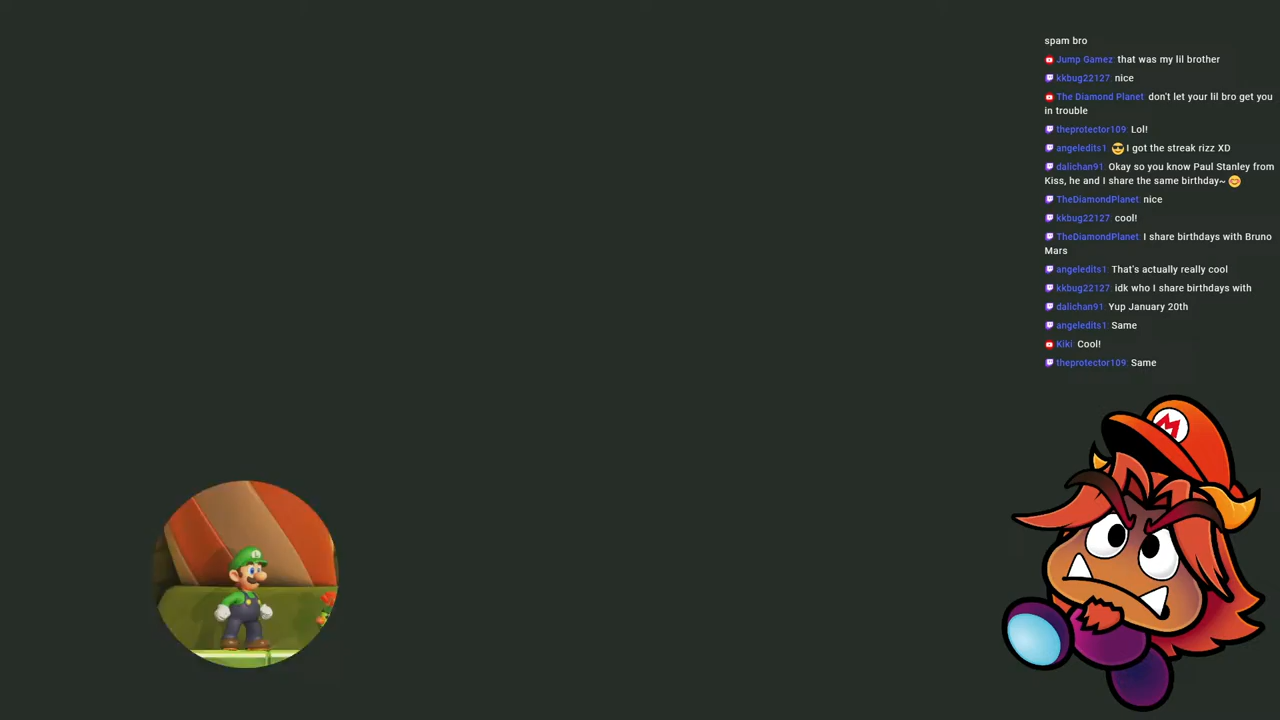 spam bro
Jump Gamez: that was my lil brother
kkbug22127: nice
The Diamond Planet: don't let your lil bro get you
in trouble
theprotector109: Lol!
angeledits1: 😎 I got the streak rizz XD
dalichan91: Okay so you know Paul Stanley from
Kiss, he and I share the same birthday~ 😊
TheDiamondPlanet: nice
kkbug22127: cool!
TheDiamondPlanet: I share birthdays with Bruno
Mars
angeledits1: That's actually really cool
kkbug22127: idk who I share birthdays with
dalichan91: Yup January 20th
angeledits1: Same
Kiki: Cool!
theprotector109: Same
M
L